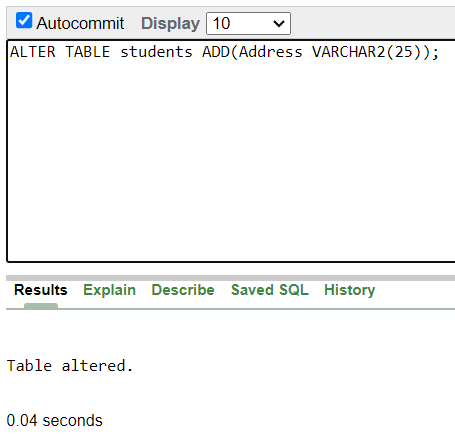 Autocommit Display 10
ALTER TABLE students ADD(Address VARCHAR2(25));
Results Explain Describe Saved SQL History
Table altered.
0.04 seconds